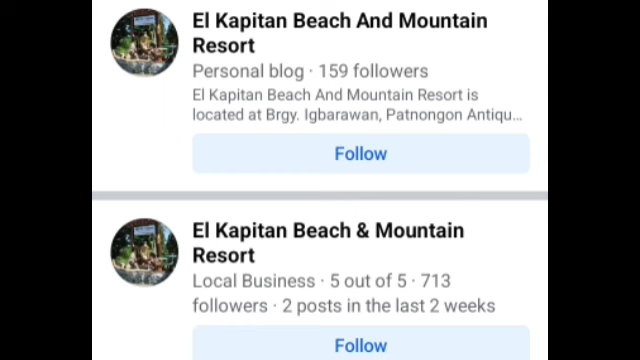 El Kapitan Beach And Mountain
Resort
Personal blog · 159 followers
El Kapitan Beach And Mountain Resort is
located at Brgy. Igbarawan, Patnongon Antiqu...
Follow
El Kapitan Beach & Mountain
Resort
Local Business · 5 out of 5 · 713
followers · 2 posts in the last 2 weeks
Follow